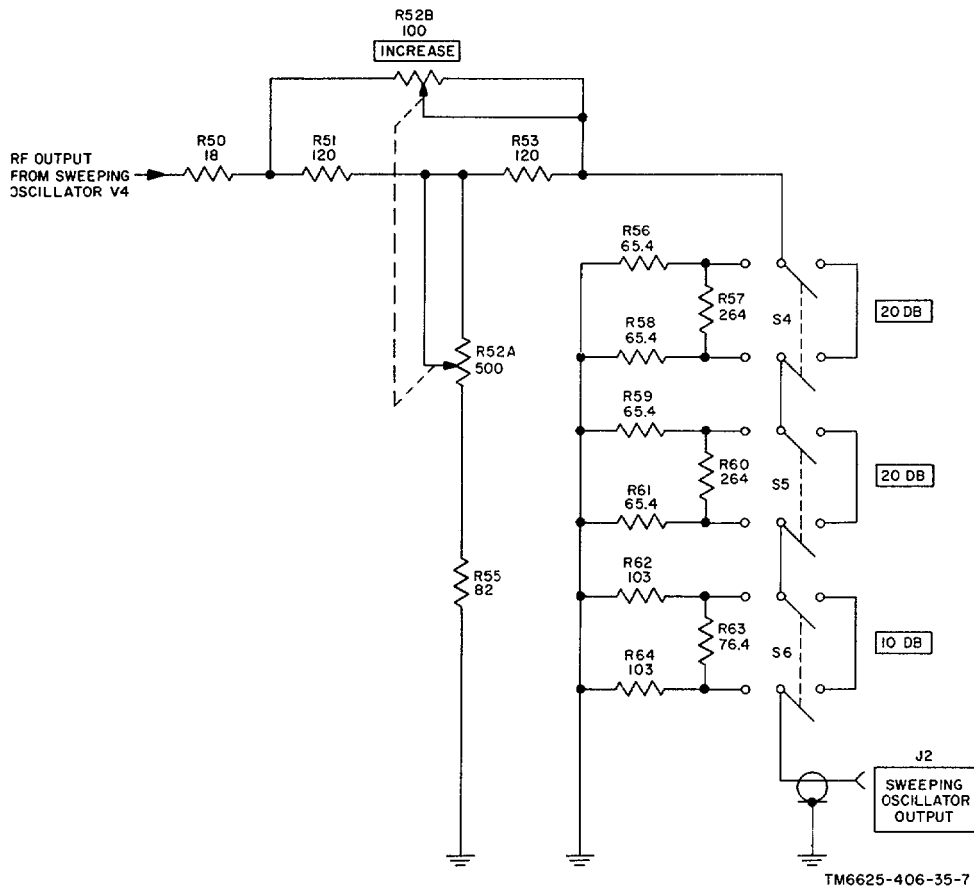 R52B
100
INCREASE
R50
18
R51
120
R53
120
RF OUTPUT
FROM SWEEPING
OSCILLATOR V4
R56
65.4
R57
264
S4
20 DB
R58
65.4
R52A
500
R59
65.4
R60
264
S5
20 DB
R61
65.4
R55
82
R62
103
R63
76.4
S6
10 DB
R64
103
J2
SWEEPING
OSCILLATOR
OUTPUT
TM6625-406-35-7